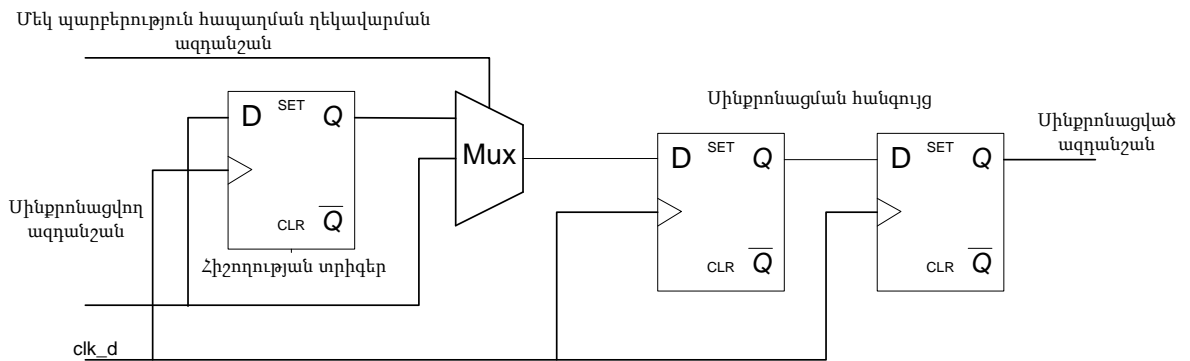 Մեկ պարբերություն հապաղման ղեկավարման
ազդանշան
D SET Q
CLR Q
Հիշողության տրիգեր
Mux
Սինքրոնացվող
ազդանշան
clk_d
Սինքրոնացման հանգույց
D SET Q
CLR Q
D SET Q
CLR Q
Սինքրոնացված
ազդանշան